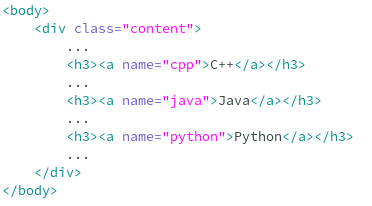 <body>
    <div class="content">
        ...
        <h3><a name="cpp">C++</a></h3>
        ...
        <h3><a name="java">Java</a></h3>
        ...
        <h3><a name="python">Python</a></h3>
        ...
    </div>
</body>